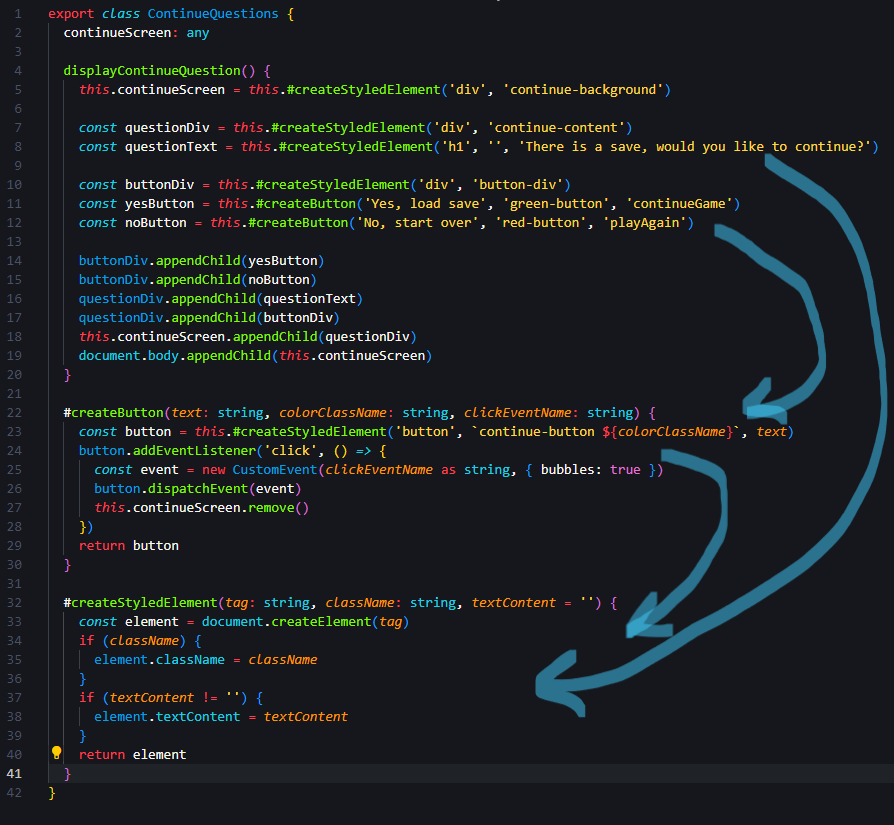 1 export class ContinueQuestions {
2 continueScreen: any
3
4 displayContinueQuestion() {
5 this.continueScreen = this.#createStyledElement('div', 'continue-background')
6
7 const questionDiv = this.#createStyledElement('div', 'continue-content')
8 const questionText = this.#createStyledElement('h1', '', 'There is a save, would you like to continue?')
9
10 const buttonDiv = this.#createStyledElement('div', 'button-div')
11 const yesButton = this.#createButton('Yes, load save', 'green-button', 'continueGame')
12 const noButton = this.#createButton('No, start over', 'red-button', 'playAgain')
13
14 buttonDiv.appendChild(yesButton)
15 buttonDiv.appendChild(noButton)
16 questionDiv.appendChild(questionText)
17 questionDiv.appendChild(buttonDiv)
18 this.continueScreen.appendChild(questionDiv)
19 document.body.appendChild(this.continueScreen)
20 }
21
22 #createButton(text: string, colorClassName: string, clickEventName: string) {
23 const button = this.#createStyledElement('button', `continue-button ${colorClassName}`, text)
24 button.addEventListener('click', () => {
25 const event = new CustomEvent(clickEventName as string, { bubbles: true })
26 button.dispatchEvent(event)
27 this.continueScreen.remove()
28 })
29 return button
30 }
31
32 #createStyledElement(tag: string, className: string, textContent = '') {
33 const element = document.createElement(tag)
34 if (className) {
35 element.className = className
36 }
37 if (textContent != '') {
38 element.textContent = textContent
39 }
40 return element
41 }
42 }